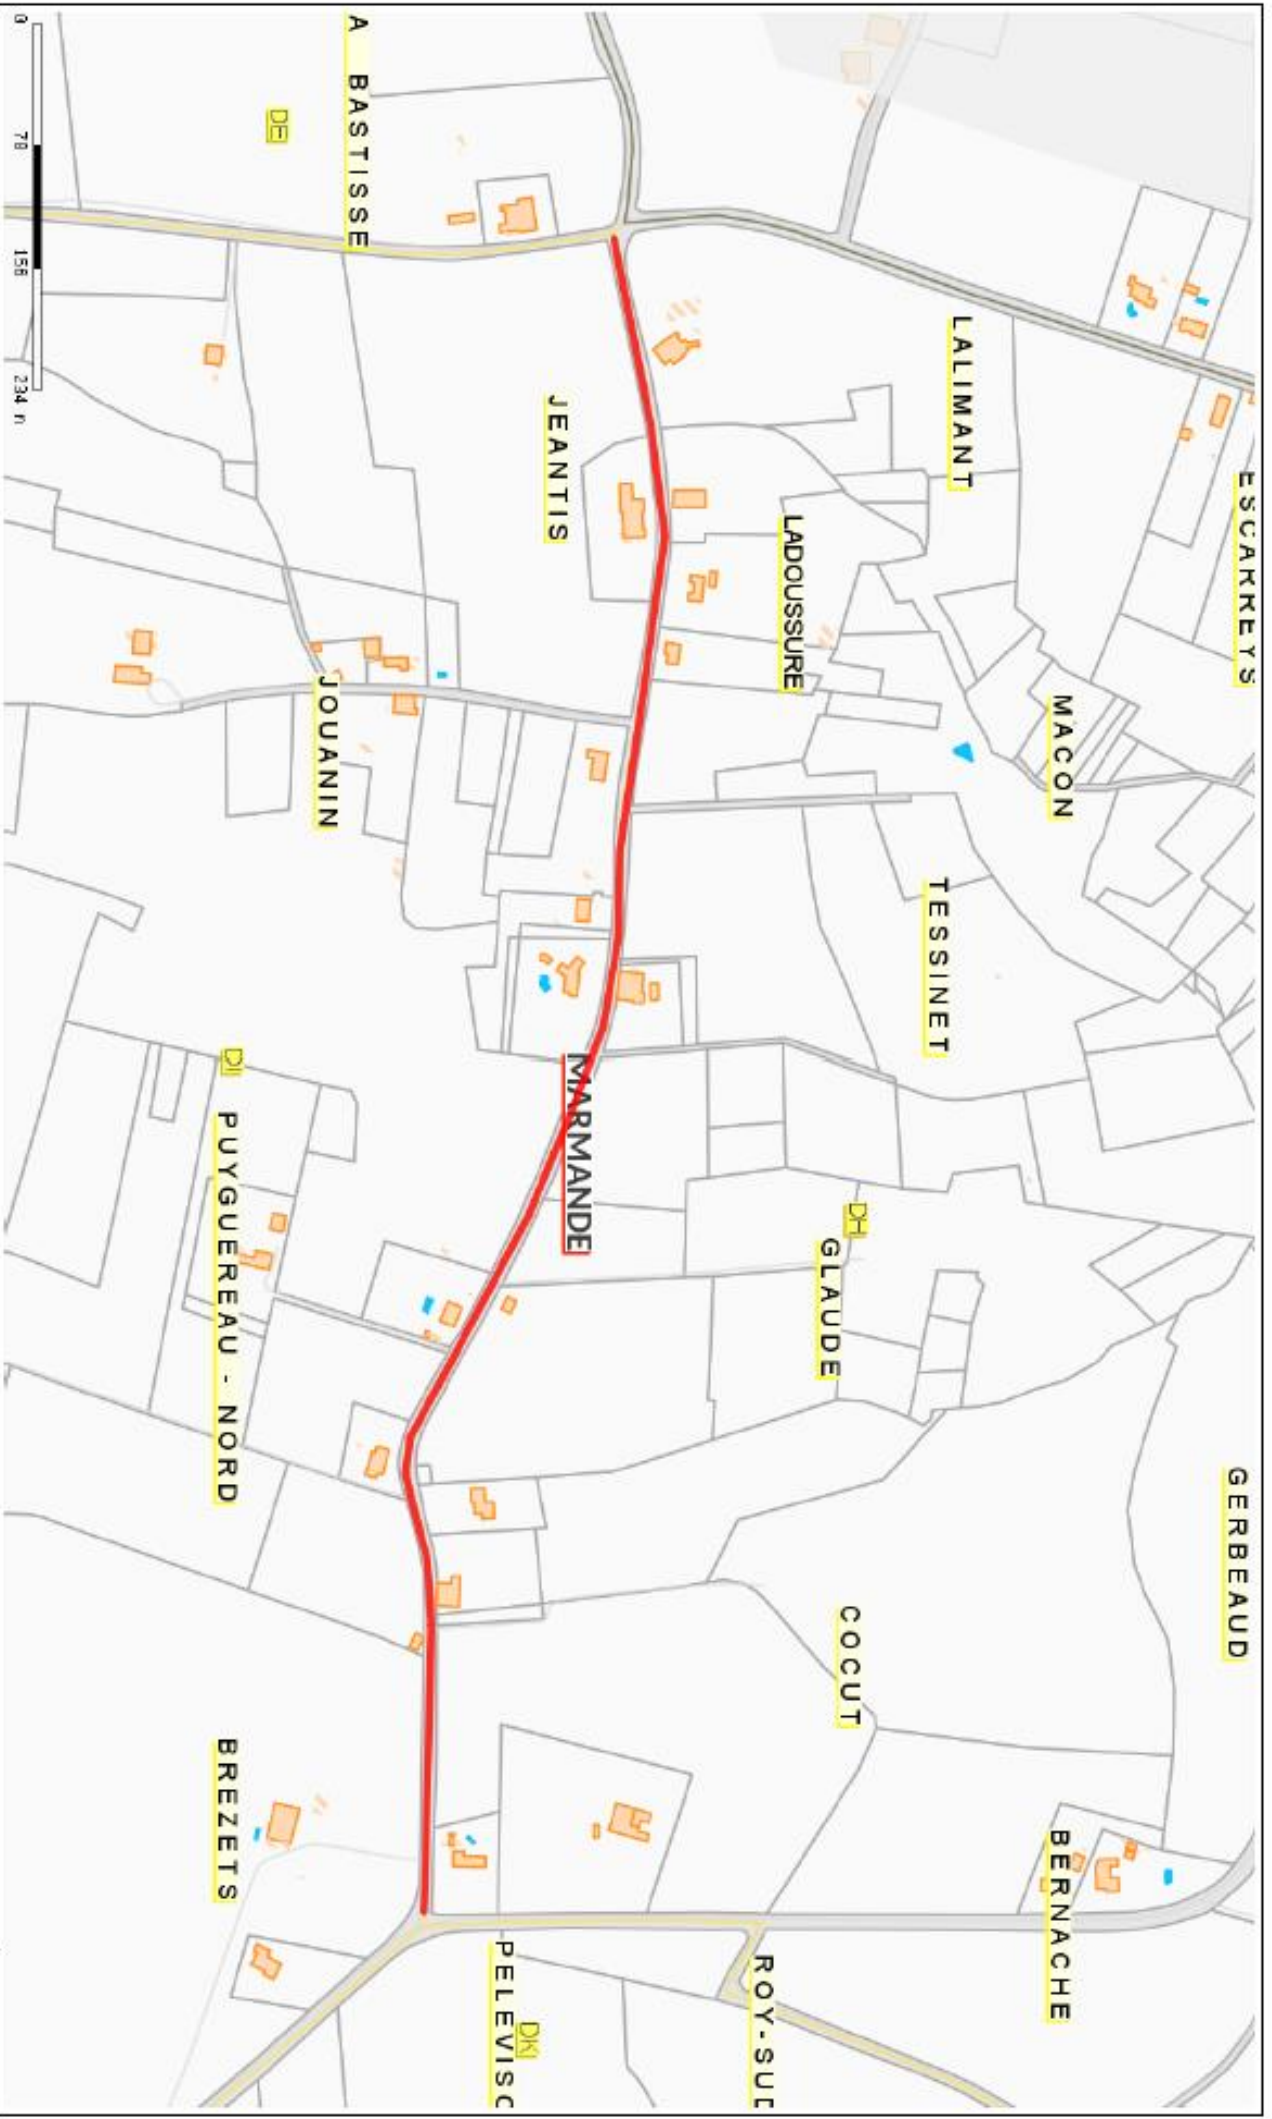 ESCARREYS
GERBEAUD
MACON
BERNACHE
LALIMANT
TESSINET
DH
GLAUDE
COCUT
LADOUSSURE
ROY-SUD
MARMANDE
JEANTIS
DK
PELEVISO
A BASTISSE
JOUANIN
DE
DI
PUYGUEREAU - NORD
BREZETS
0 78 156 234 m